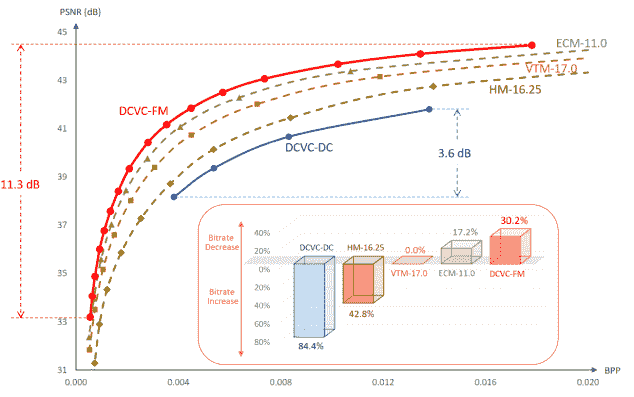 PSNR (dB)
45
43
41
39
37
35
33
31
0.000
0.004
0.008
0.012
0.016
0.020
BPP
ECM-11.0
VTM-17.0
HM-16.25
DCVC-FM
DCVC-DC
11.3 dB
3.6 dB
Bitrate
Decrease
Bitrate
Increase
40%
20%
0%
20%
40%
60%
80%
DCVC-DC
84.4%
HM-16.25
42.8%
0.0%
VTM-17.0
17.2%
ECM-11.0
30.2%
DCVC-FM